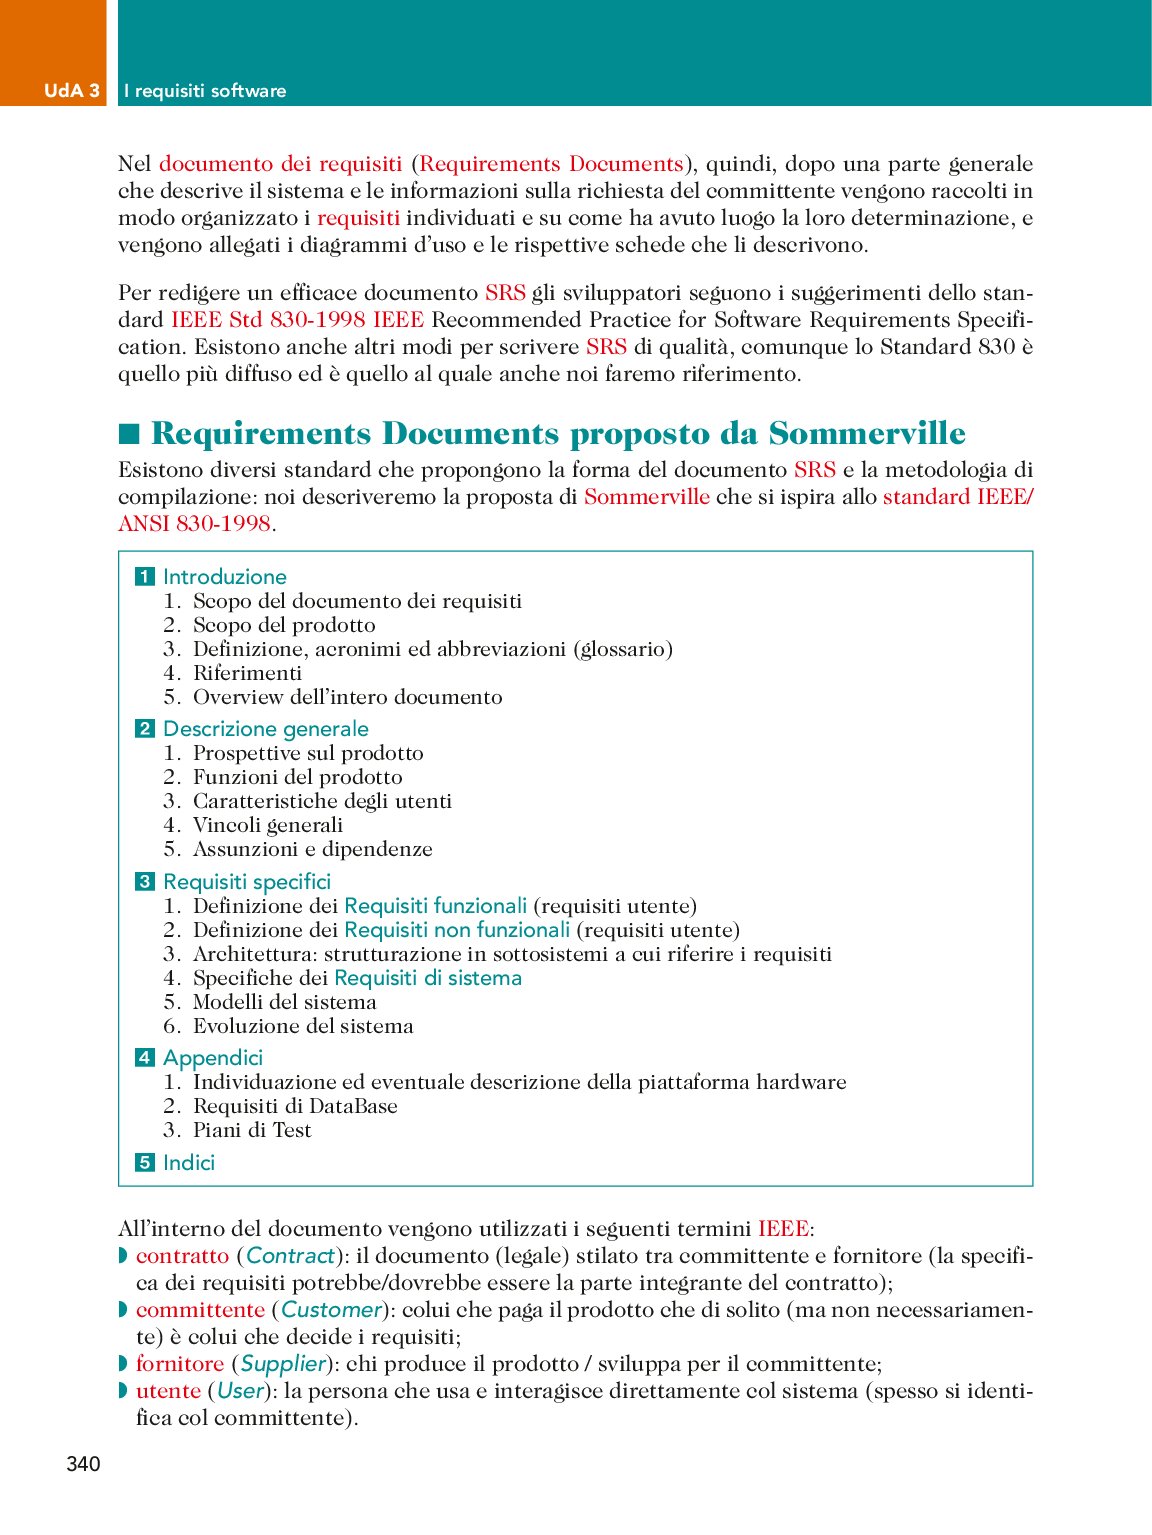 UdA 3 I requisiti software
Nel documento dei requisiti (Requirements Documents), quindi, dopo una parte generale
che descrive il sistema e le informazioni sulla richiesta del committente vengono raccolti in
modo organizzato i requisiti individuati e su come ha avuto luogo la loro determinazione, e
vengono allegati i diagrammi d’uso e le rispettive schede che li descrivono.
Per redigere un efficace documento SRS gli sviluppatori seguono i suggerimenti dello stan-
dard IEEE Std 830-1998 IEEE Recommended Practice for Software Requirements Specifi-
cation. Esistono anche altri modi per scrivere SRS di qualità, comunque lo Standard 830 è
quello più diffuso ed è quello al quale anche noi faremo riferimento.
■ Requirements Documents proposto da Sommerville
Esistono diversi standard che propongono la forma del documento SRS e la metodologia di
compilazione: noi descriveremo la proposta di Sommerville che si ispira allo standard IEEE/
ANSI 830-1998.
1 Introduzione
1. Scopo del documento dei requisiti
2. Scopo del prodotto
3. Definizione, acronimi ed abbreviazioni (glossario)
4. Riferimenti
5. Overview dell’intero documento
2 Descrizione generale
1. Prospettive sul prodotto
2. Funzioni del prodotto
3. Caratteristiche degli utenti
4. Vincoli generali
5. Assunzioni e dipendenze
3 Requisiti specifici
1. Definizione dei Requisiti funzionali (requisiti utente)
2. Definizione dei Requisiti non funzionali (requisiti utente)
3. Architettura: strutturazione in sottosistemi a cui riferire i requisiti
4. Specifiche dei Requisiti di sistema
5. Modelli del sistema
6. Evoluzione del sistema
4 Appendici
1. Individuazione ed eventuale descrizione della piattaforma hardware
2. Requisiti di DataBase
3. Piani di Test
5 Indici
All’interno del documento vengono utilizzati i seguenti termini IEEE:
◗ contratto (Contract): il documento (legale) stilato tra committente e fornitore (la specifi-
ca dei requisiti potrebbe/dovrebbe essere la parte integrante del contratto);
◗ committente (Customer): colui che paga il prodotto che di solito (ma non necessariamen-
te) è colui che decide i requisiti;
◗ fornitore (Supplier): chi produce il prodotto / sviluppa per il committente;
◗ utente (User): la persona che usa e interagisce direttamente col sistema (spesso si identi-
fica col committente).
340